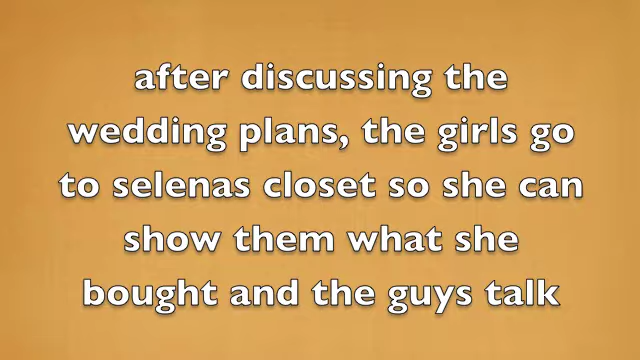 after discussing the
wedding plans, the girls go
to selenas closet so she can
show them what she
bought and the guys talk